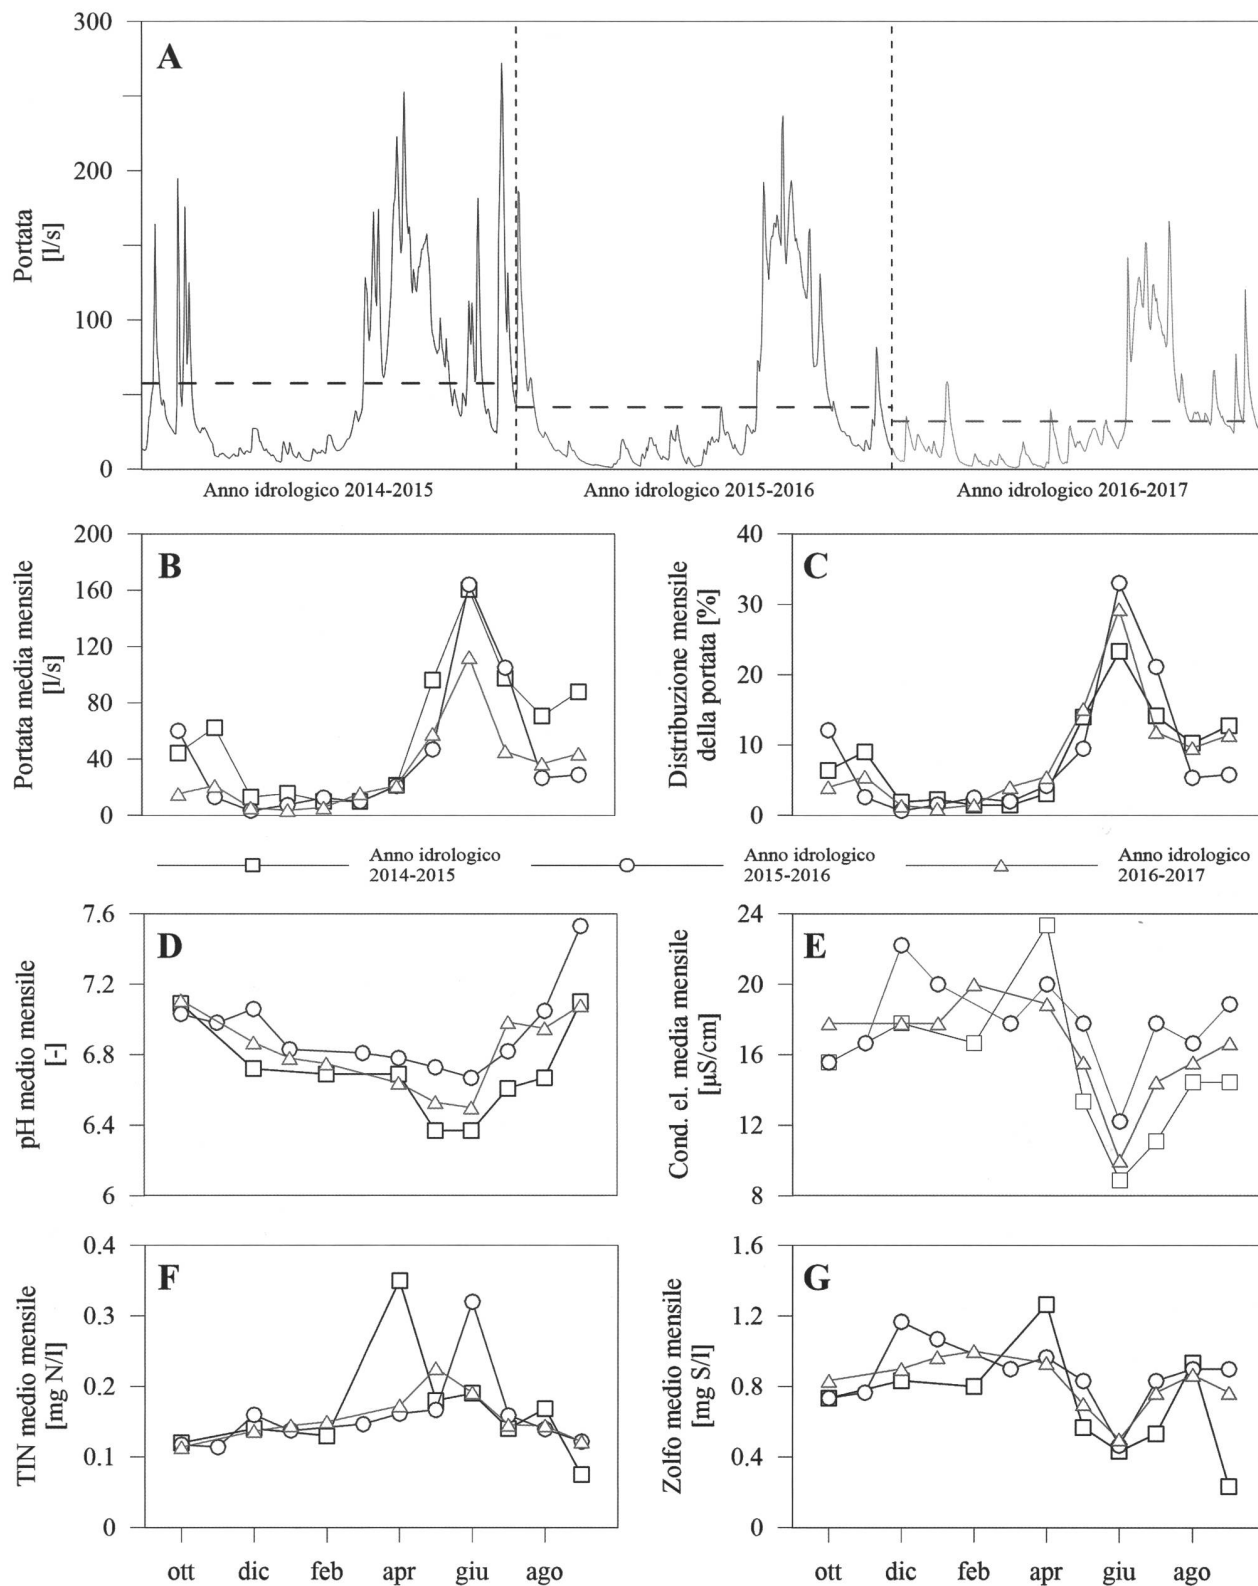 300
A
200
100
0
Portata
[l/s]
Anno idrologico 2014-2015
Anno idrologico 2015-2016
Anno idrologico 2016-2017
200
160
120
80
40
0
B
Portata media mensile
[l/s]
40
30
20
10
0
C
Distribuzione mensile
della portata [%]
Anno idrologico
2014-2015
Anno idrologico
2015-2016
Anno idrologico
2016-2017
7.6
7.2
6.8
6.4
6
D
pH medio mensile
[-]
24
20
16
12
8
E
Cond. el. media mensile
[µS/cm]
0.4
0.3
0.2
0.1
0
F
TIN medio mensile
[mg N/l]
1.6
1.2
0.8
0.4
0
G
Zolfo medio mensile
[mg S/l]
ott dic feb apr giu ago
ott dic feb apr giu ago